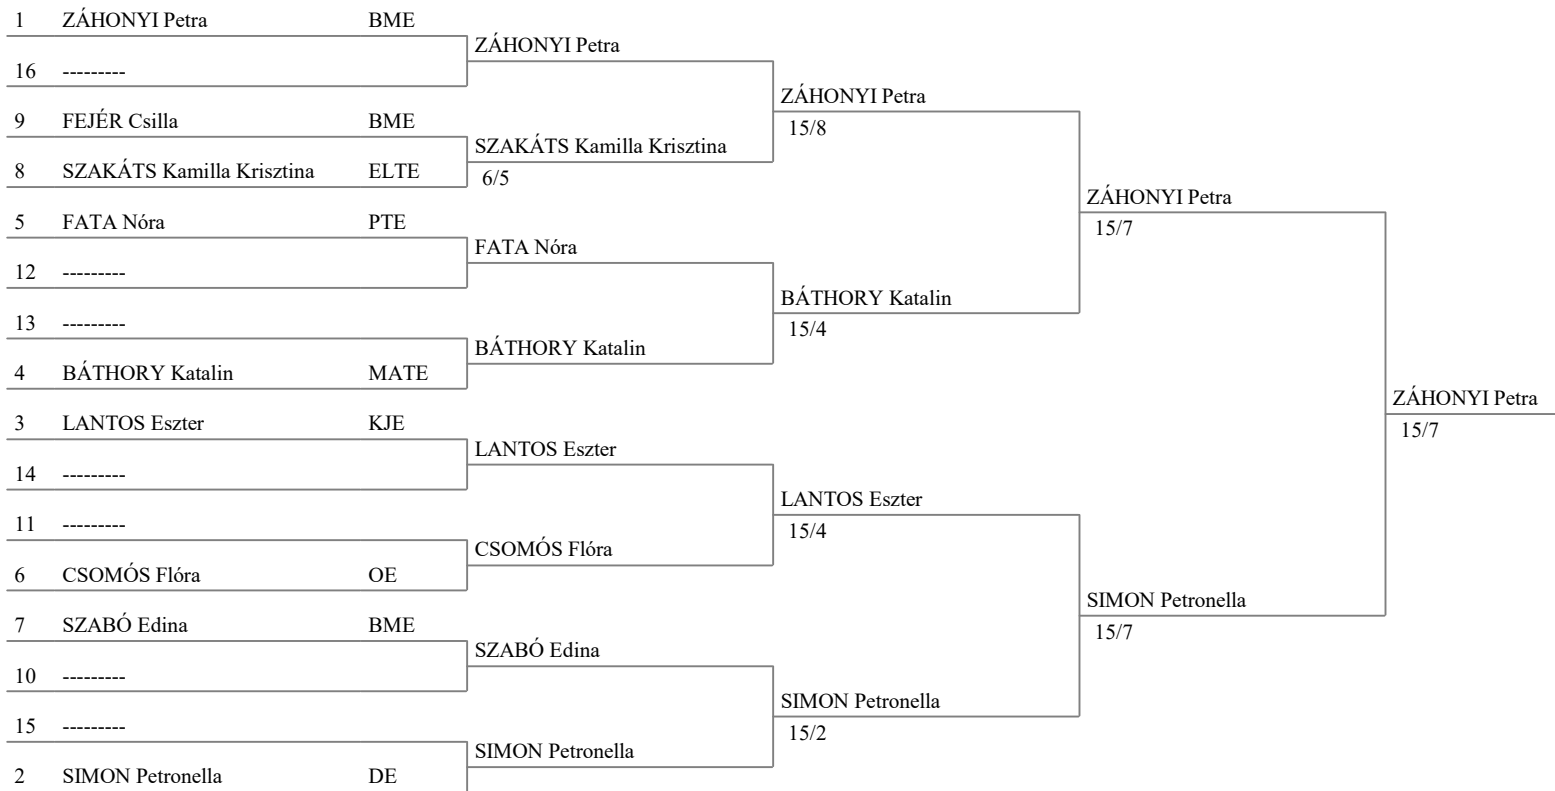 1 ZÁHONYI Petra BME
16 ---------
9 FEJÉR Csilla BME
8 SZAKÁTS Kamilla Krisztina ELTE
5 FATA Nóra PTE
12 ---------
13 ---------
4 BÁTHORY Katalin MATE
3 LANTOS Eszter KJE
14 ---------
11 ---------
6 CSOMÓS Flóra OE
7 SZABÓ Edina BME
10 ---------
15 ---------
2 SIMON Petronella DE
ZÁHONYI Petra
SZAKÁTS Kamilla Krisztina
6/5
FATA Nóra
BÁTHORY Katalin
LANTOS Eszter
CSOMÓS Flóra
SZABÓ Edina
SIMON Petronella
ZÁHONYI Petra
15/8
BÁTHORY Katalin
15/4
LANTOS Eszter
15/4
SIMON Petronella
15/2
ZÁHONYI Petra
15/7
SIMON Petronella
15/7
ZÁHONYI Petra
15/7